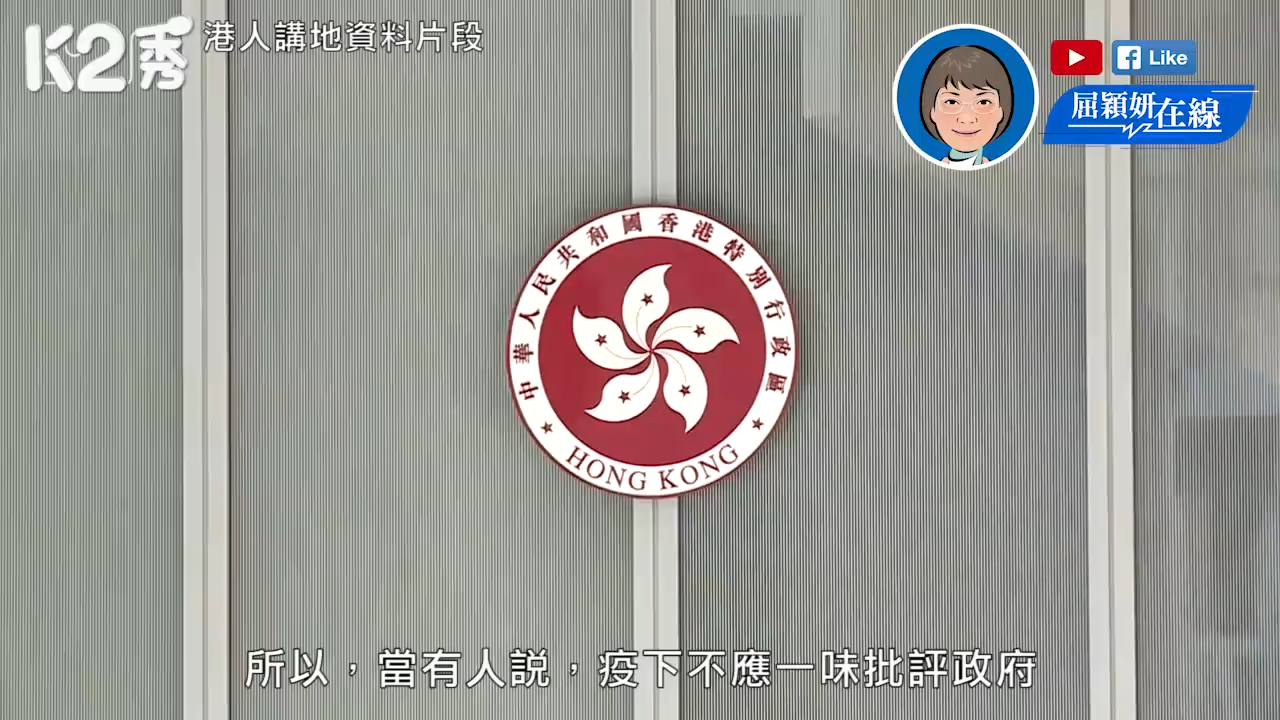 K2秀
港人講地資料片段
Like
屈穎妍在線
中華人民共和國香港特別行政區
HONG KONG
所以，當有人説，疫下不應一味批評政府